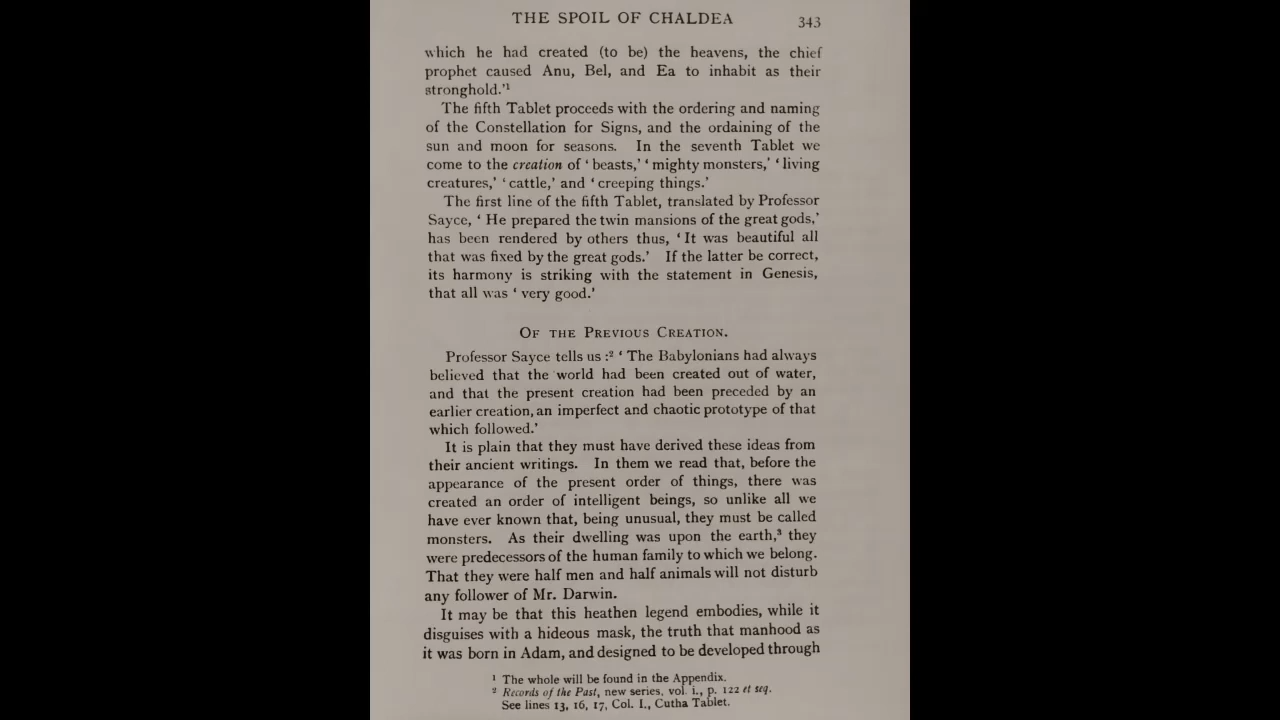 THE SPOIL OF CHALDEA 343
which he had created (to be) the heavens, the chief
prophet caused Anu, Bel, and Ea to inhabit as their
stronghold.'¹
The fifth Tablet proceeds with the ordering and naming
of the Constellation for Signs, and the ordaining of the
sun and moon for seasons. In the seventh Tablet we
come to the creation of ' beasts,' ' mighty monsters,' ' living
creatures,' ' cattle,' and ' creeping things.'
The first line of the fifth Tablet, translated by Professor
Sayce, ' He prepared the twin mansions of the great gods,'
has been rendered by others thus, ' It was beautiful all
that was fixed by the great gods.' If the latter be correct,
its harmony is striking with the statement in Genesis,
that all was ' very good.'
OF THE PREVIOUS CREATION.
Professor Sayce tells us :² ' The Babylonians had always
believed that the world had been created out of water,
and that the present creation had been preceded by an
earlier creation, an imperfect and chaotic prototype of that
which followed.'
It is plain that they must have derived these ideas from
their ancient writings. In them we read that, before the
appearance of the present order of things, there was
created an order of intelligent beings, so unlike all we
have ever known that, being unusual, they must be called
monsters. As their dwelling was upon the earth,³ they
were predecessors of the human family to which we belong.
That they were half men and half animals will not disturb
any follower of Mr. Darwin.
It may be that this heathen legend embodies, while it
disguises with a hideous mask, the truth that manhood as
it was born in Adam, and designed to be developed through
¹ The whole will be found in the Appendix.
² Records of the Past, new series, vol. i., p. 122 et seq.
See lines 13, 16, 17, Col. I., Cutha Tablet.